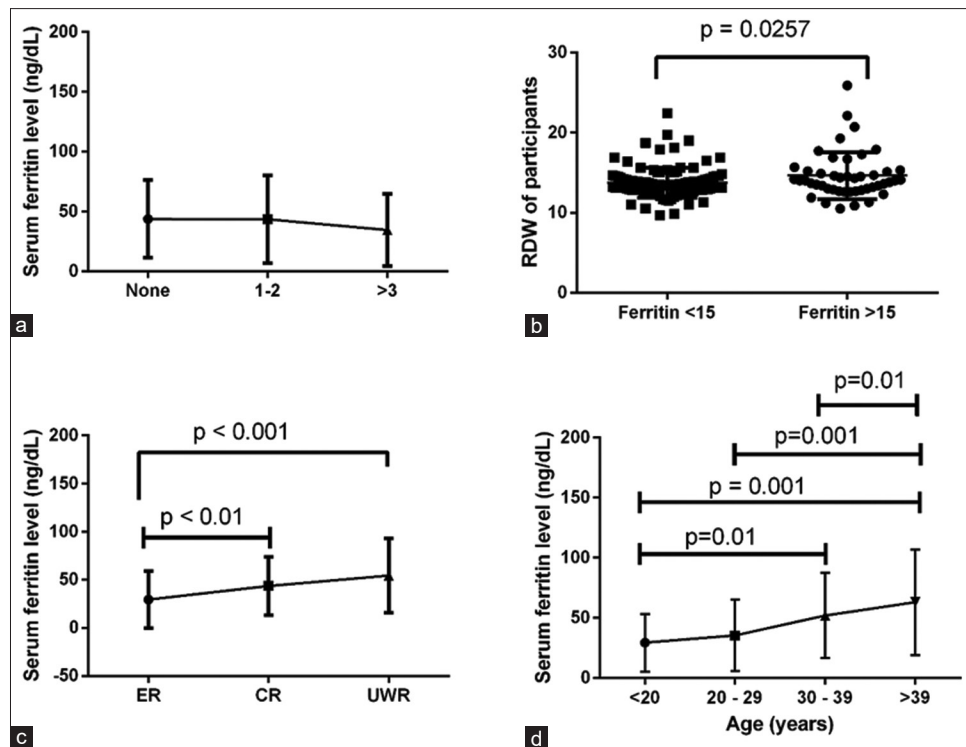 200
150
100
50
0
Serum ferritin level (ng/dL)
None 1-2 >3
a
p = 0.0257
30
20
10
0
RDW of participants
Ferritin <15 Ferritin >15
b
p < 0.001
p < 0.01
200
150
100
50
0
-50
Serum ferritin level (ng/dL)
ER CR UWR
c
p=0.01
p=0.001
p = 0.001
p=0.01
200
150
100
50
0
Serum ferritin level (ng/dL)
<20 20 - 29 30 - 39 >39
Age (years)
d